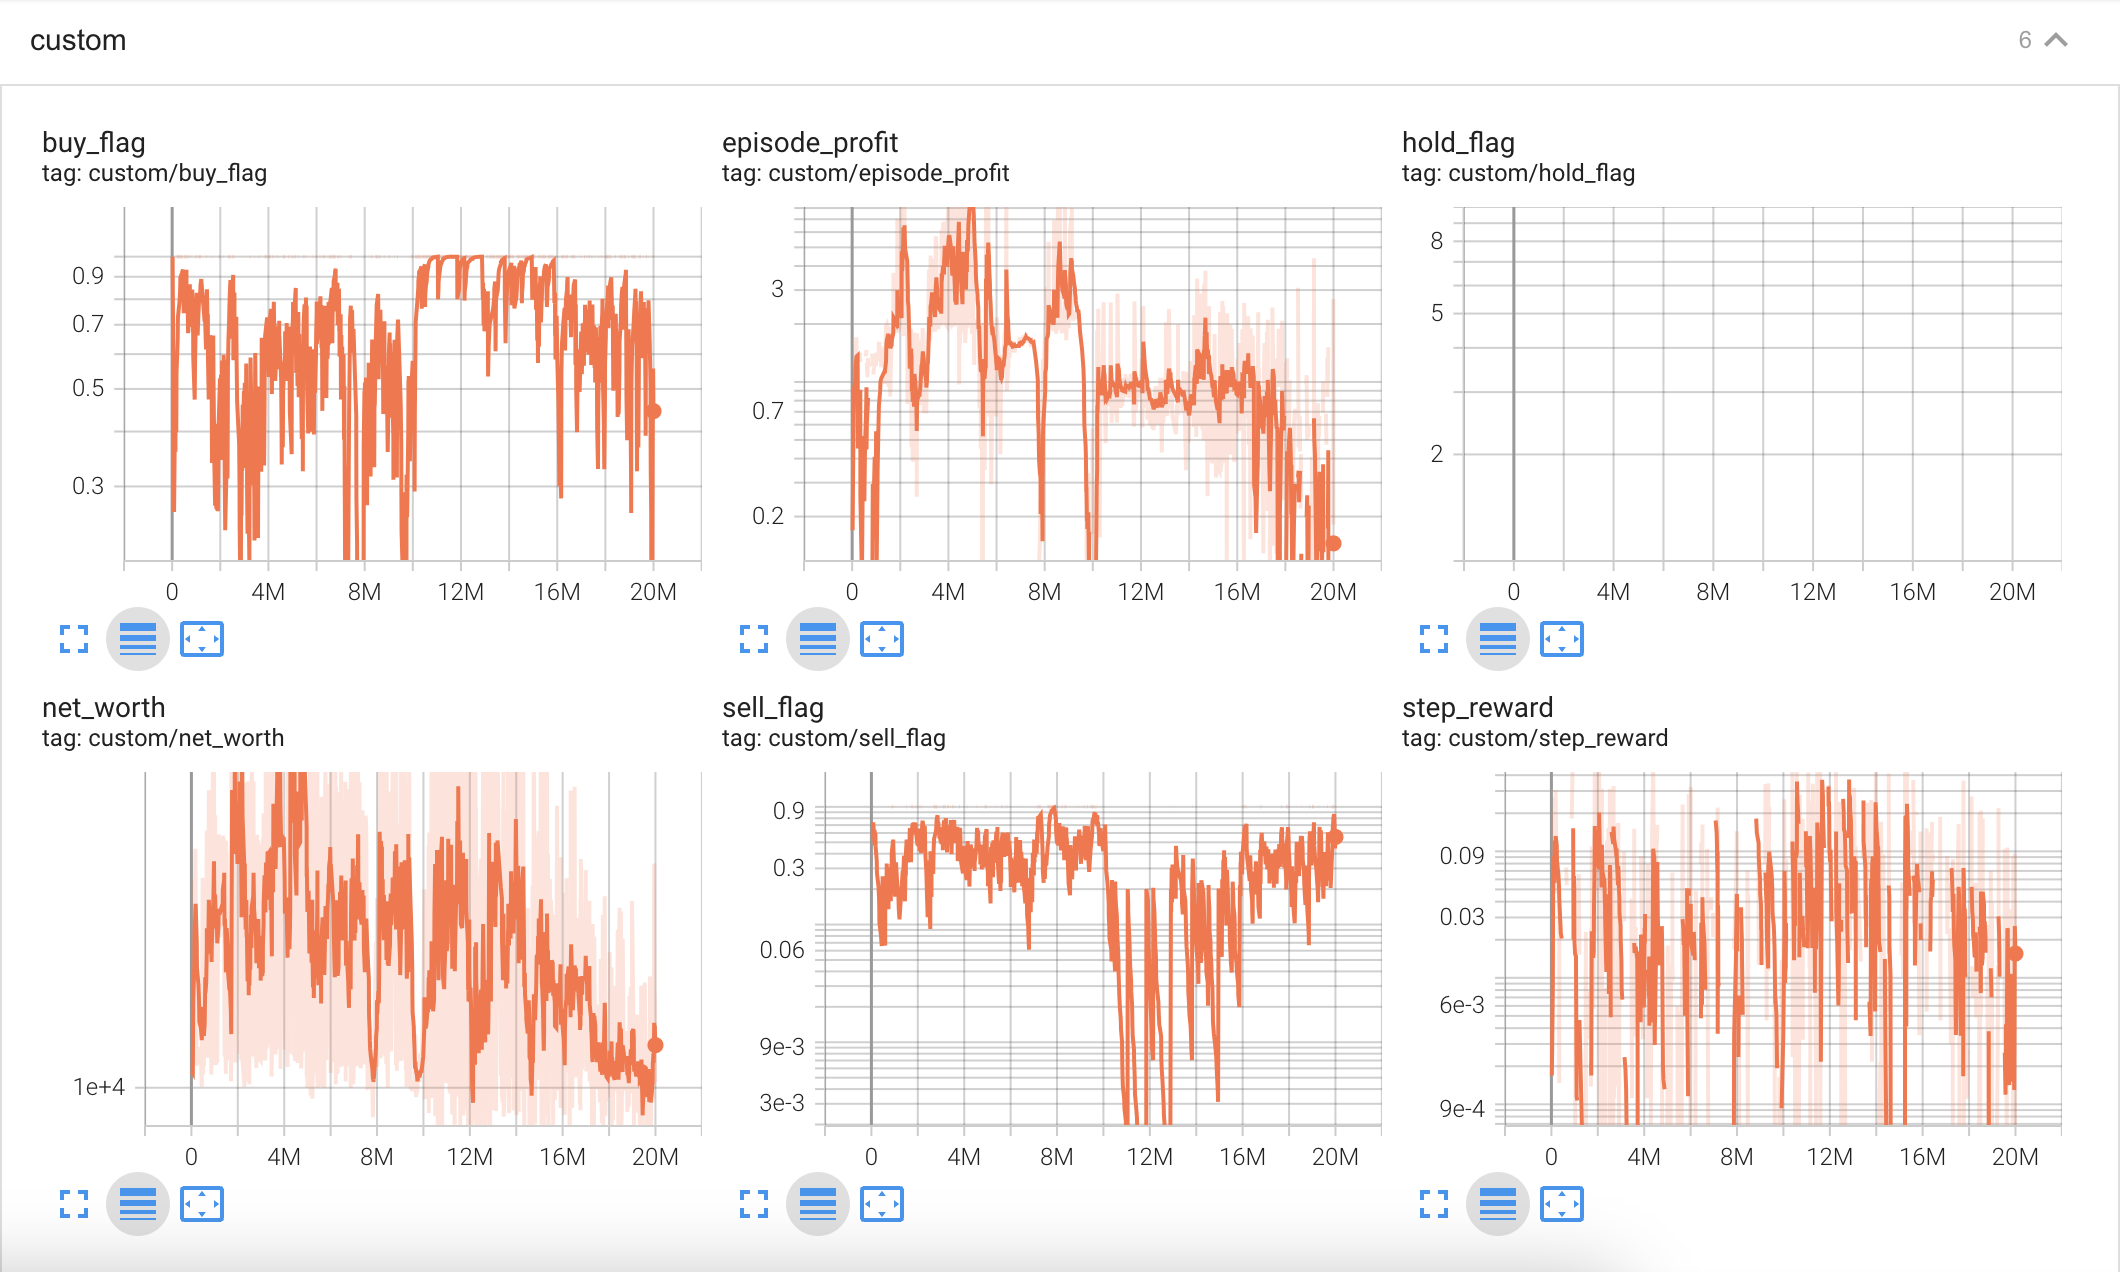 custom
6
buy_flag
tag: custom/buy_flag
0.9
0.7
0.5
0.3
0 4M 8M 12M 16M 20M
episode_profit
tag: custom/episode_profit
3
0.7
0.2
0 4M 8M 12M 16M 20M
hold_flag
tag: custom/hold_flag
8
5
2
0 4M 8M 12M 16M 20M
net_worth
tag: custom/net_worth
1e+4
0 4M 8M 12M 16M 20M
sell_flag
tag: custom/sell_flag
0.9
0.3
0.06
9e-3
3e-3
0 4M 8M 12M 16M 20M
step_reward
tag: custom/step_reward
0.09
0.03
6e-3
9e-4
0 4M 8M 12M 16M 20M